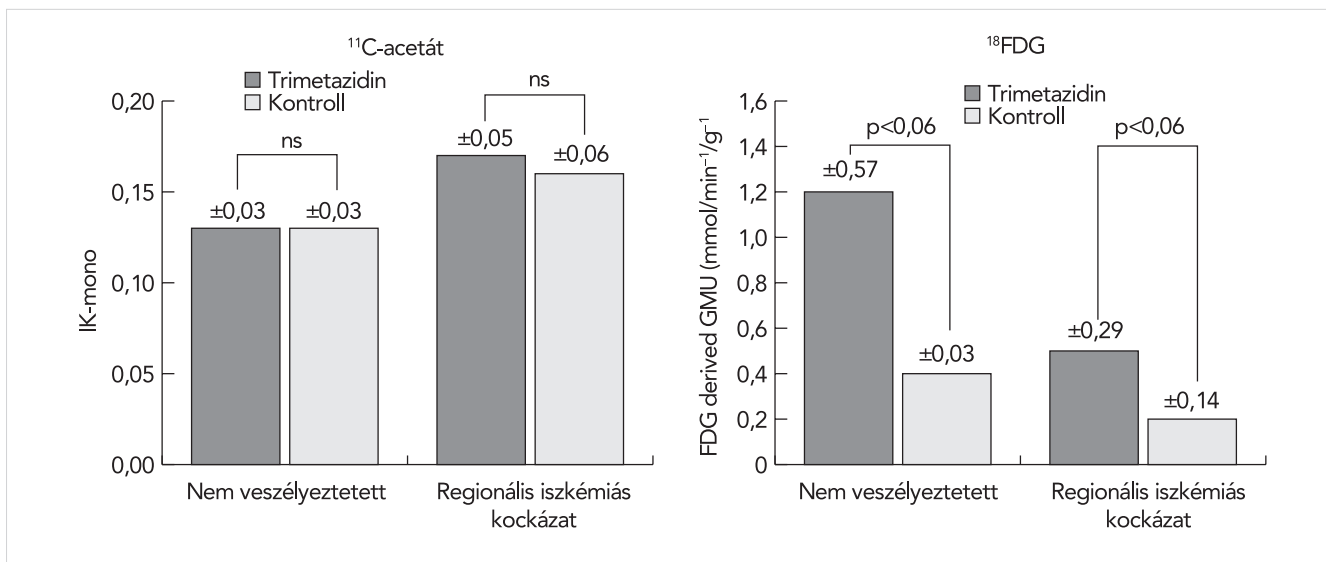 ¹¹C-acetát
Trimetazidin
Kontroll
IK-mono
0,20
0,15
0,10
0,05
0,00
ns
±0,03
±0,03
ns
±0,05
±0,06
Nem veszélyeztetett
Regionális iszkémiás
kockázat
¹⁸FDG
Trimetazidin
Kontroll
FDG derived GMU (mmol/min⁻¹/g⁻¹
1,6
1,4
1,2
1,0
0,8
0,6
0,4
0,2
0
p<0,06
±0,57
±0,03
p<0,06
±0,29
±0,14
Nem veszélyeztetett
Regionális iszkémiás
kockázat